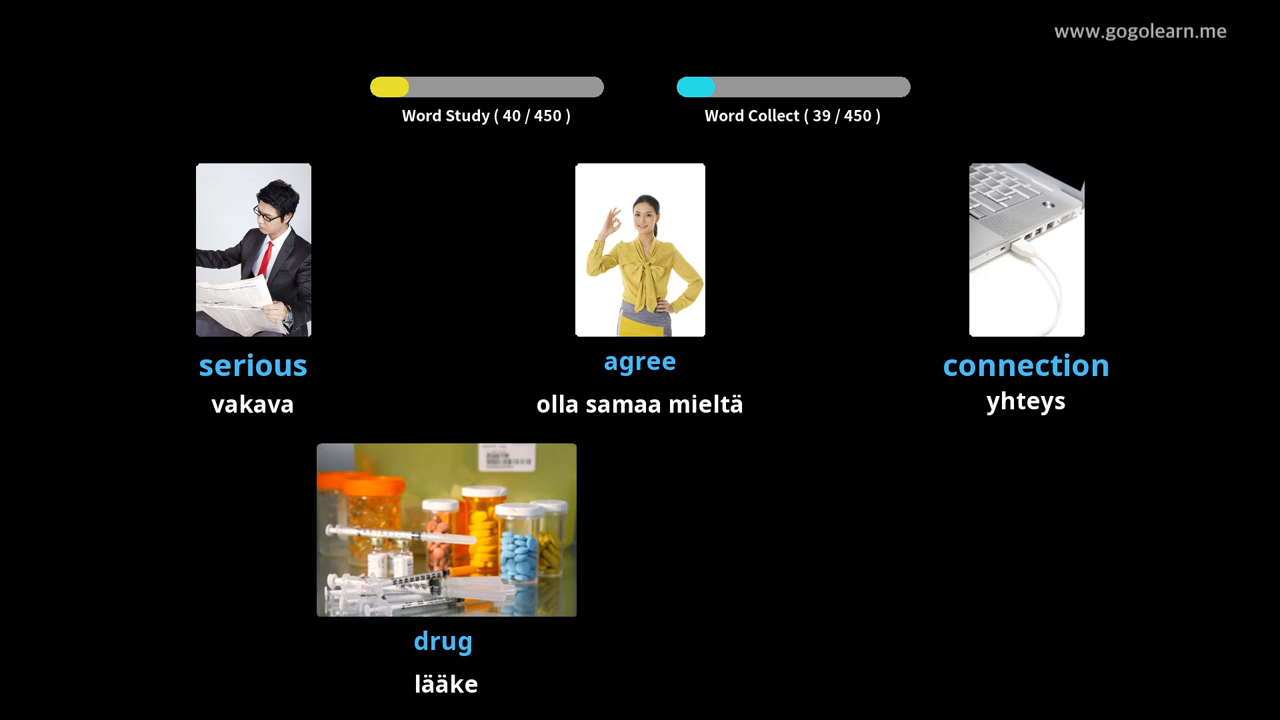 www.gogolearn.me
Word Study ( 40 / 450 )
Word Collect ( 39 / 450 )
serious
agree
connection
vakava
olla samaa mieltä
yhteys
drug
lääke